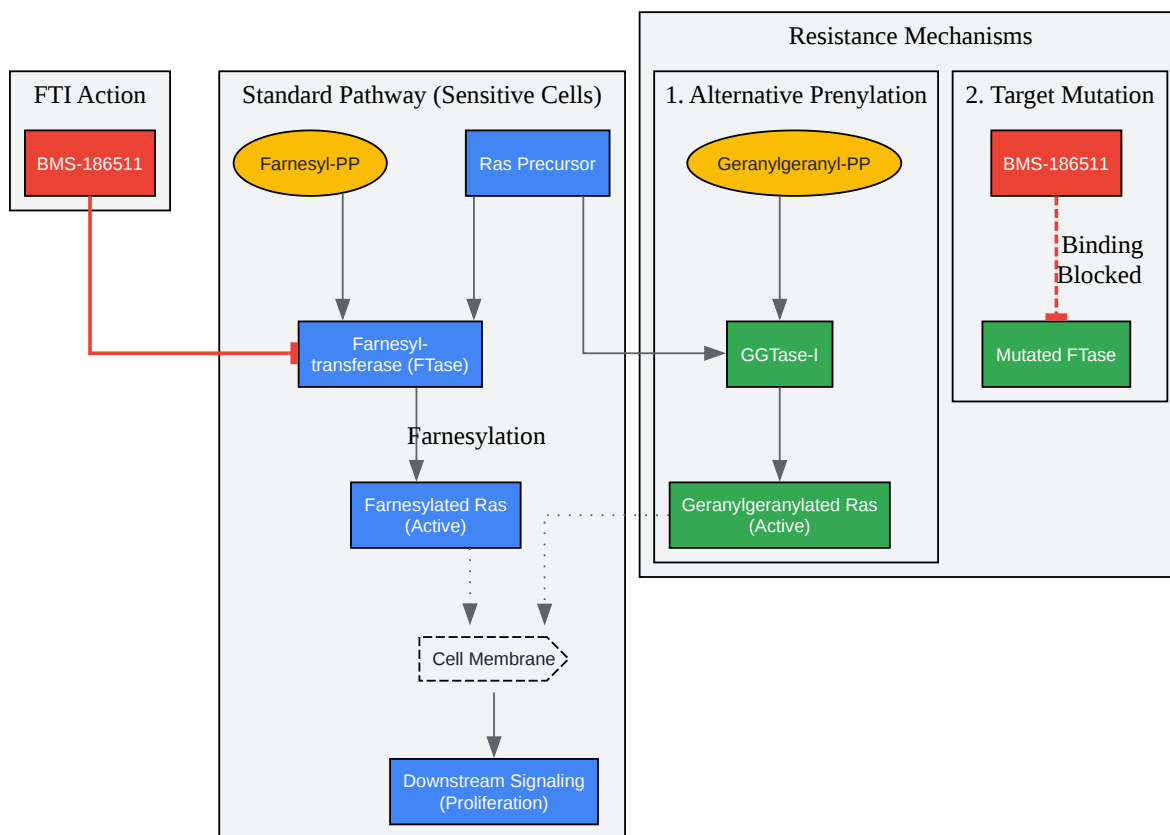 Resistance Mechanisms
FTI Action
Standard Pathway (Sensitive Cells)
1. Alternative Prenylation
2. Target Mutation
BMS-186511
Farnesyl-PP
Ras Precursor
Geranylgeranyl-PP
BMS-186511
Binding
Blocked
Farnesyl-
transferase (FTase)
GGTase-I
Mutated FTase
Farnesylation
Farnesylated Ras
(Active)
Geranylgeranylated Ras
(Active)
Cell Membrane
Downstream Signaling
(Proliferation)